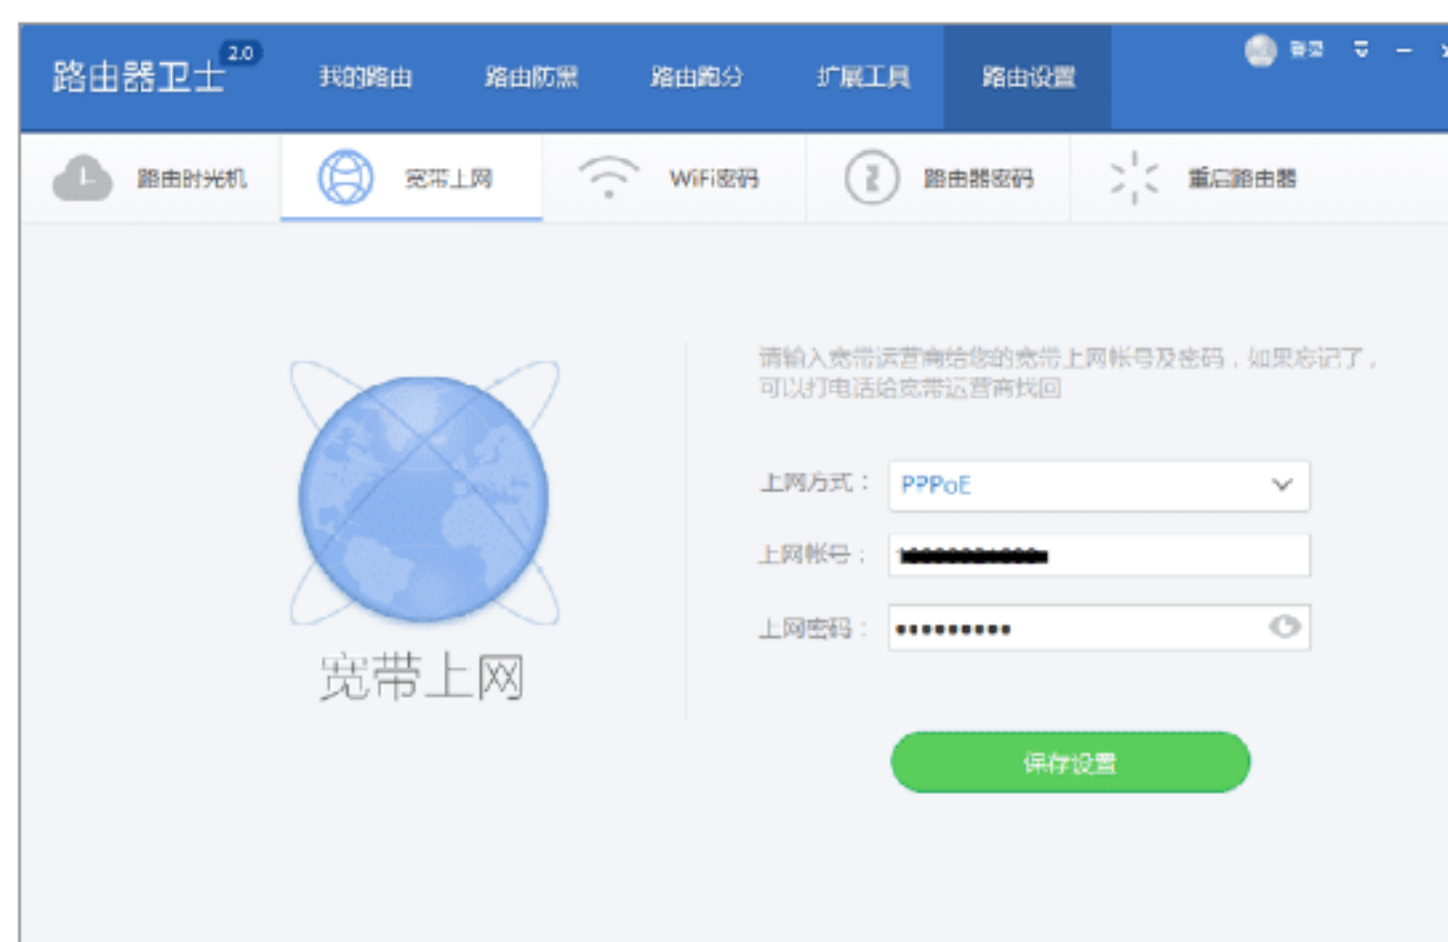 路由器卫士 2.0
我的路由 路由防黑 路由跑分 扩展工具 路由设置 登录
路由时光机 宽带上网 WiFi密码 路由器密码 重启路由器
请输入宽带运营商给您的宽带上网帐号及密码，如果忘记了，
可以打电话给宽带运营商找回
上网方式： PPPoE
上网帐号：
上网密码： •••••••••
宽带上网
保存设置